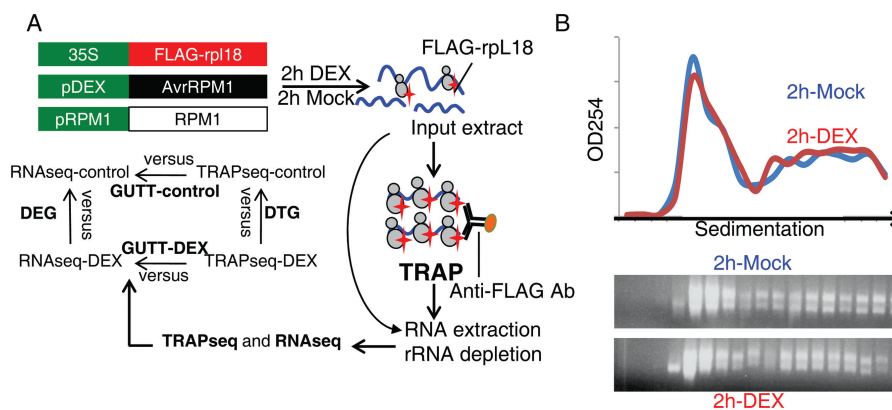 A
35S
FLAG-rpl18
pDEX
AvrRPM1
pRPM1
RPM1
2h DEX
2h Mock
FLAG-rpL18
Input extract
RNAseq-control
versus
TRAPseq-control
GUTT-control
DEG
versus
versus
DTG
GUTT-DEX
RNAseq-DEX
versus
TRAPseq-DEX
TRAP
Anti-FLAG Ab
RNA extraction
rRNA depletion
TRAPseq and RNAseq
B
OD254
2h-Mock
2h-DEX
Sedimentation
2h-Mock
2h-DEX